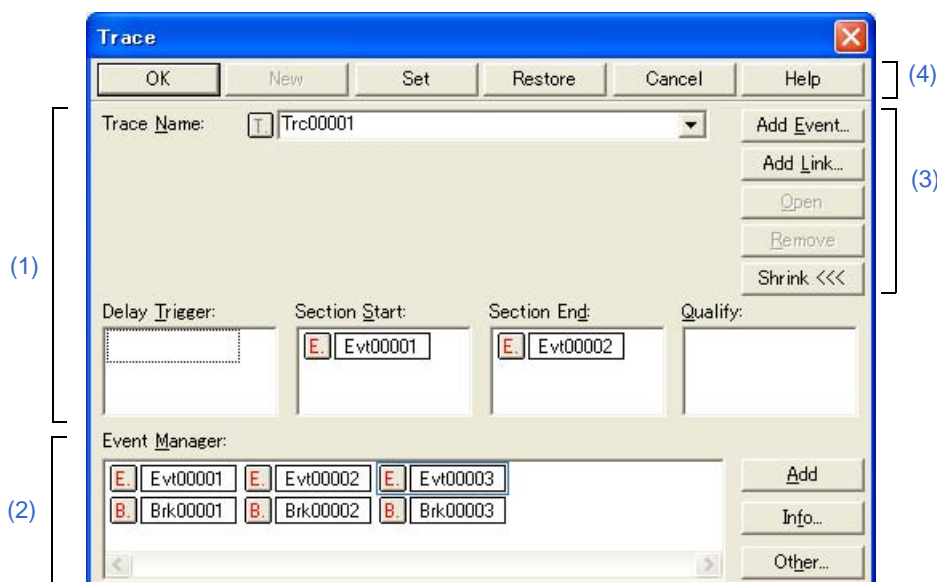 Trace
OK New Set Restore Cancel Help
(4)
Trace Name: T. Trc00001 Add Event...
Add Link...
(3)
Open
Remove
(1)
Shrink <<<
Delay Trigger: Section Start: Section End: Qualify:
E. Evt00001 E. Evt00002
Event Manager:
E. Evt00001 E. Evt00002 E. Evt00003 Add
(2)
B. Brk00001 B. Brk00002 B. Brk00003 Info...
Other...